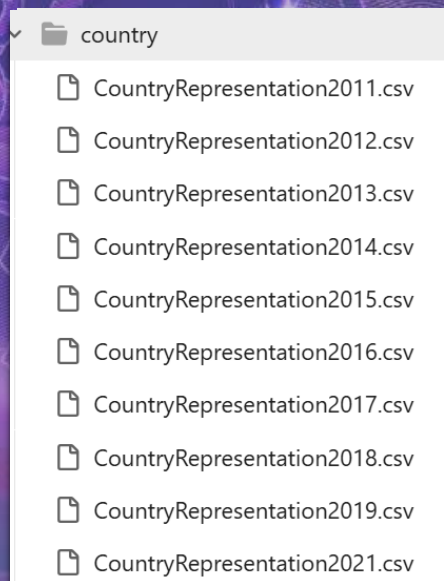 country
CountryRepresentation2011.csv
CountryRepresentation2012.csv
CountryRepresentation2013.csv
CountryRepresentation2014.csv
CountryRepresentation2015.csv
CountryRepresentation2016.csv
CountryRepresentation2017.csv
CountryRepresentation2018.csv
CountryRepresentation2019.csv
CountryRepresentation2021.csv